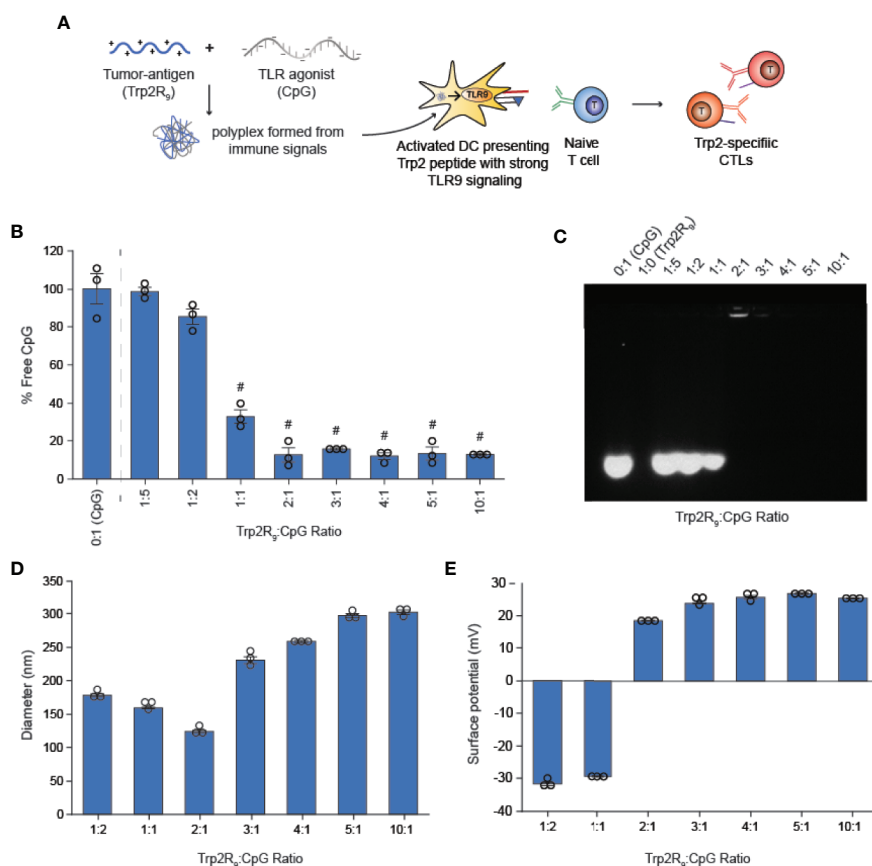 A
Tumor-antigen
(Trp2R9)
+
TLR agonist
(CpG)
polyplex formed from
immune signals
TLR9
Activated DC presenting
Trp2 peptide with strong
TLR9 signaling
T
Naive
T cell
T
T
Trp2-specifiic
CTLs
B
% Free CpG
120
100
80
60
40
20
0
# # # # # #
0:1 (CpG) 1:5 1:2 1:1 2:1 3:1 4:1 5:1 10:1
Trp2R9:CpG Ratio
C
0:1 (CpG) 1:0 (Trp2R9) 1:5 1:2 1:1 2:1 3:1 4:1 5:1 10:1
Trp2R9:CpG Ratio
D
Diameter (nm)
350
300
250
200
150
100
50
0
1:2 1:1 2:1 3:1 4:1 5:1 10:1
Trp2R9:CpG Ratio
E
Surface potential (mV)
30
20
10
0
-10
-20
-30
-40
1:2 1:1 2:1 3:1 4:1 5:1 10:1
Trp2R9:CpG Ratio